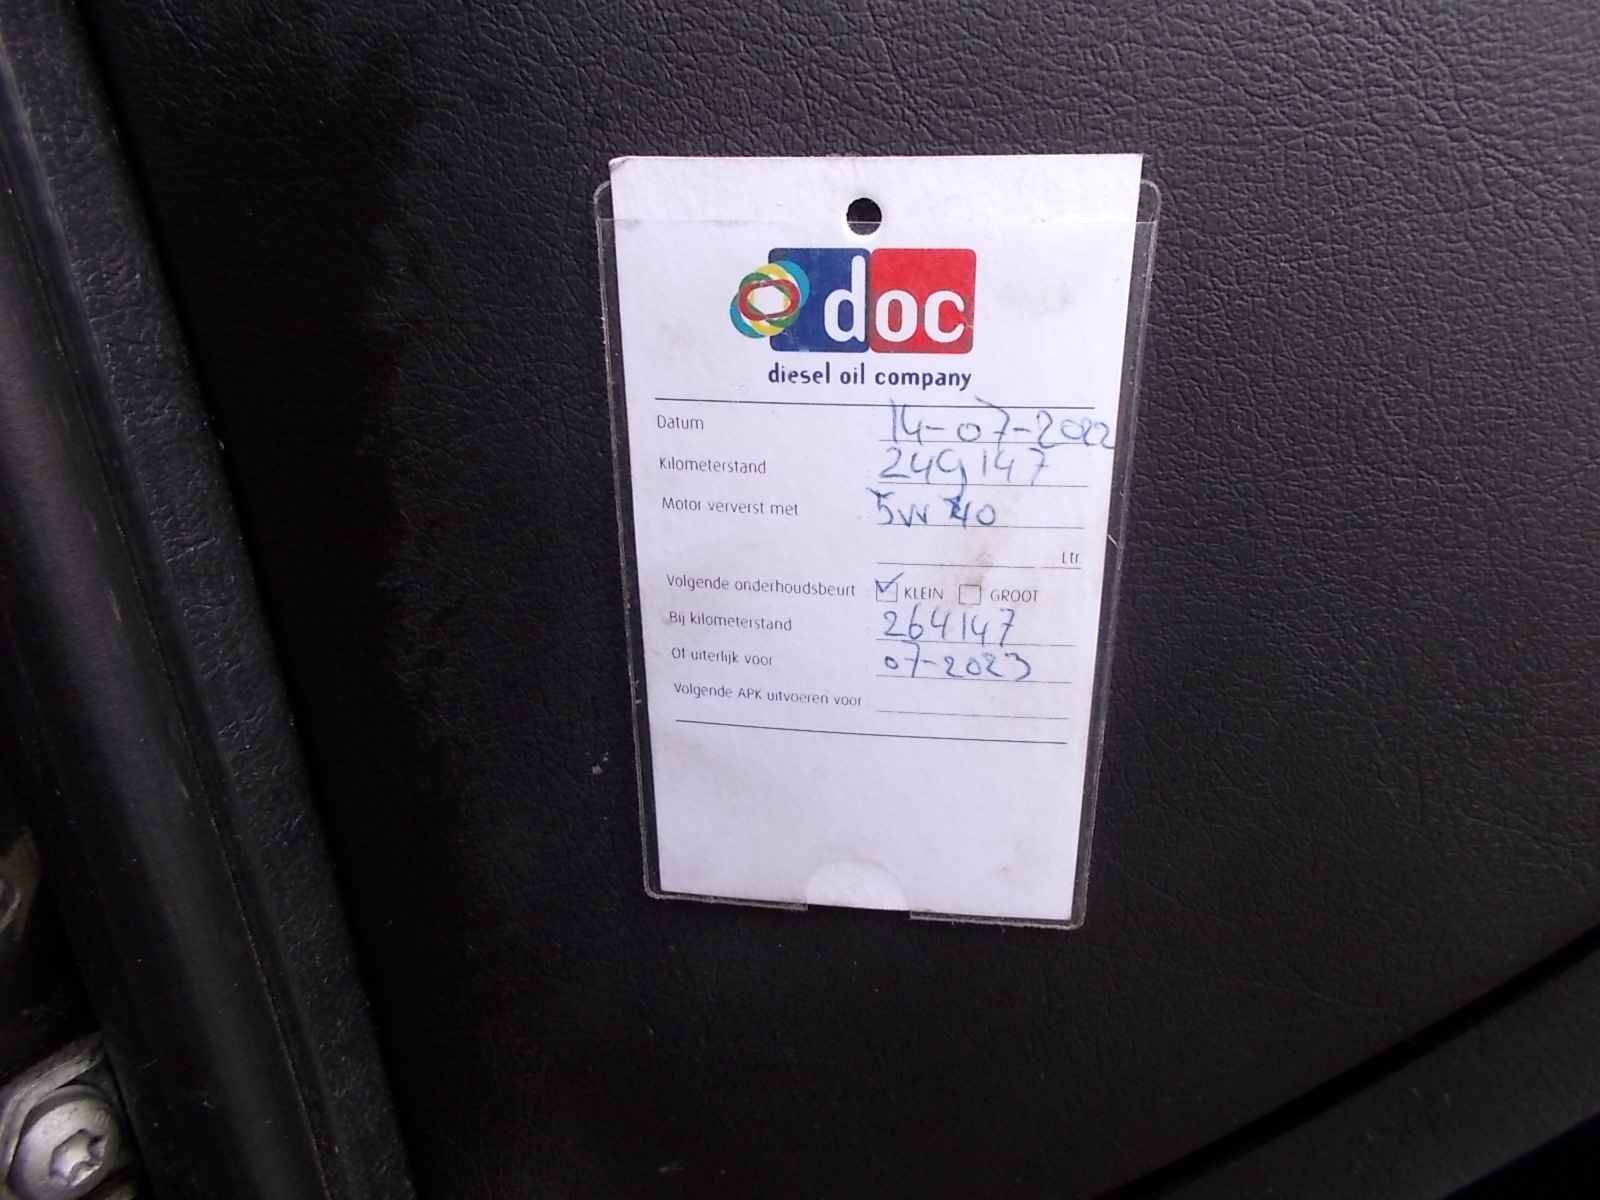 doc
diesel oil company
Datum 14-07-2022
Kilometerstand 249147
Motor ververst met 5W40
Ltr.
Volgende onderhoudsbeurt KLEIN GROOT
Bij kilometerstand 264147
Of uiterlijk voor 07-2023
Volgende APK uitvoeren voor